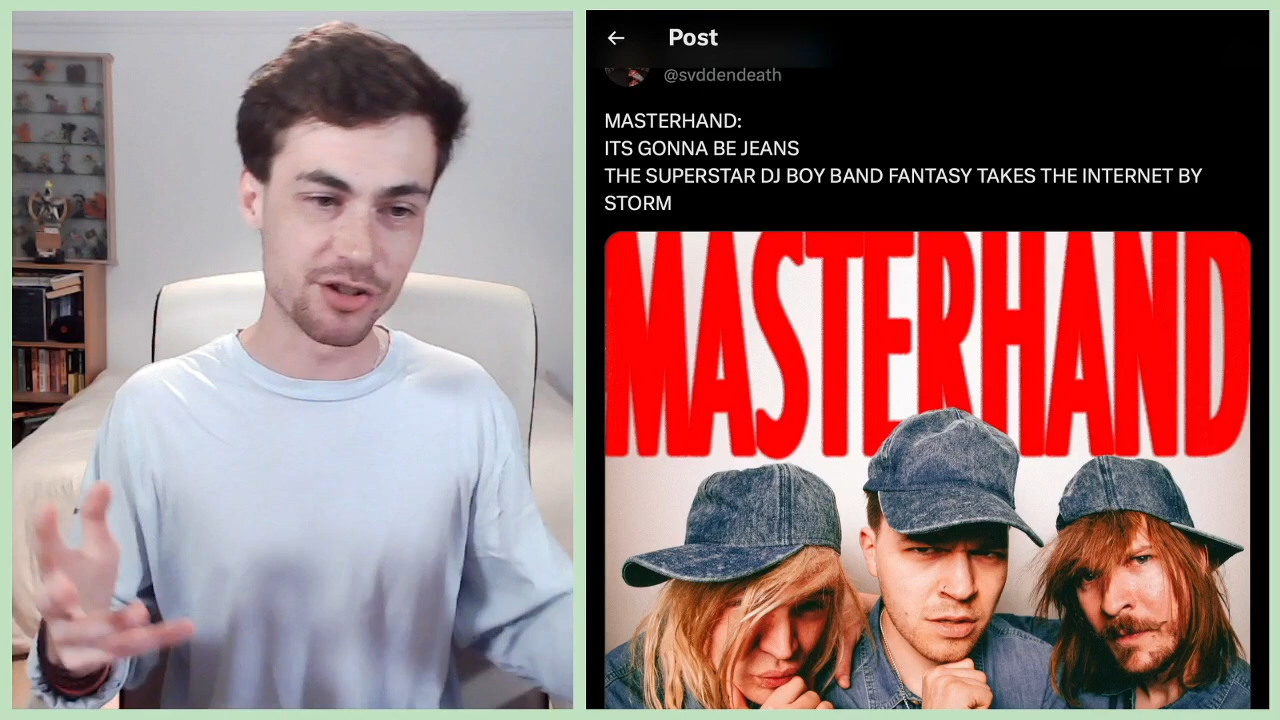 Post
@svddendeath
MASTERHAND:
ITS GONNA BE JEANS
THE SUPERSTAR DJ BOY BAND FANTASY TAKES THE INTERNET BY
STORM
MASTERHAND